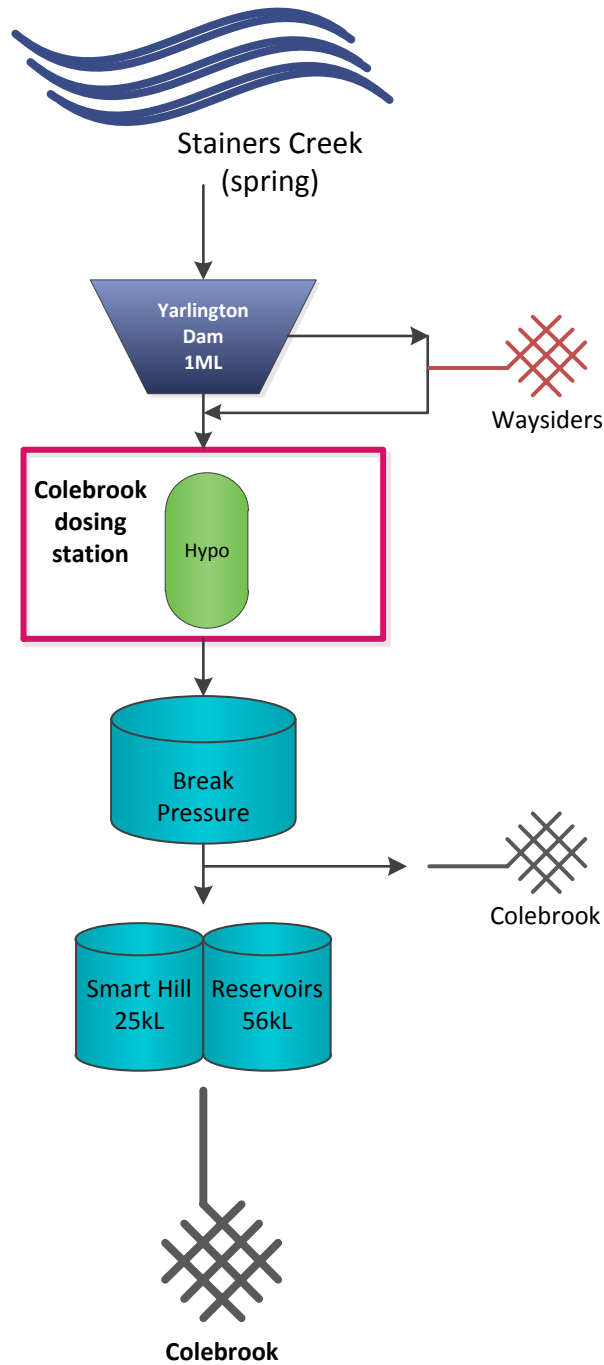 Stainers Creek
(spring)
Yarlington
Dam
1ML
Waysiders
Colebrook
dosing
station
Hypo
Break
Pressure
Colebrook
Smart Hill
25kL
Reservoirs
56kL
Colebrook